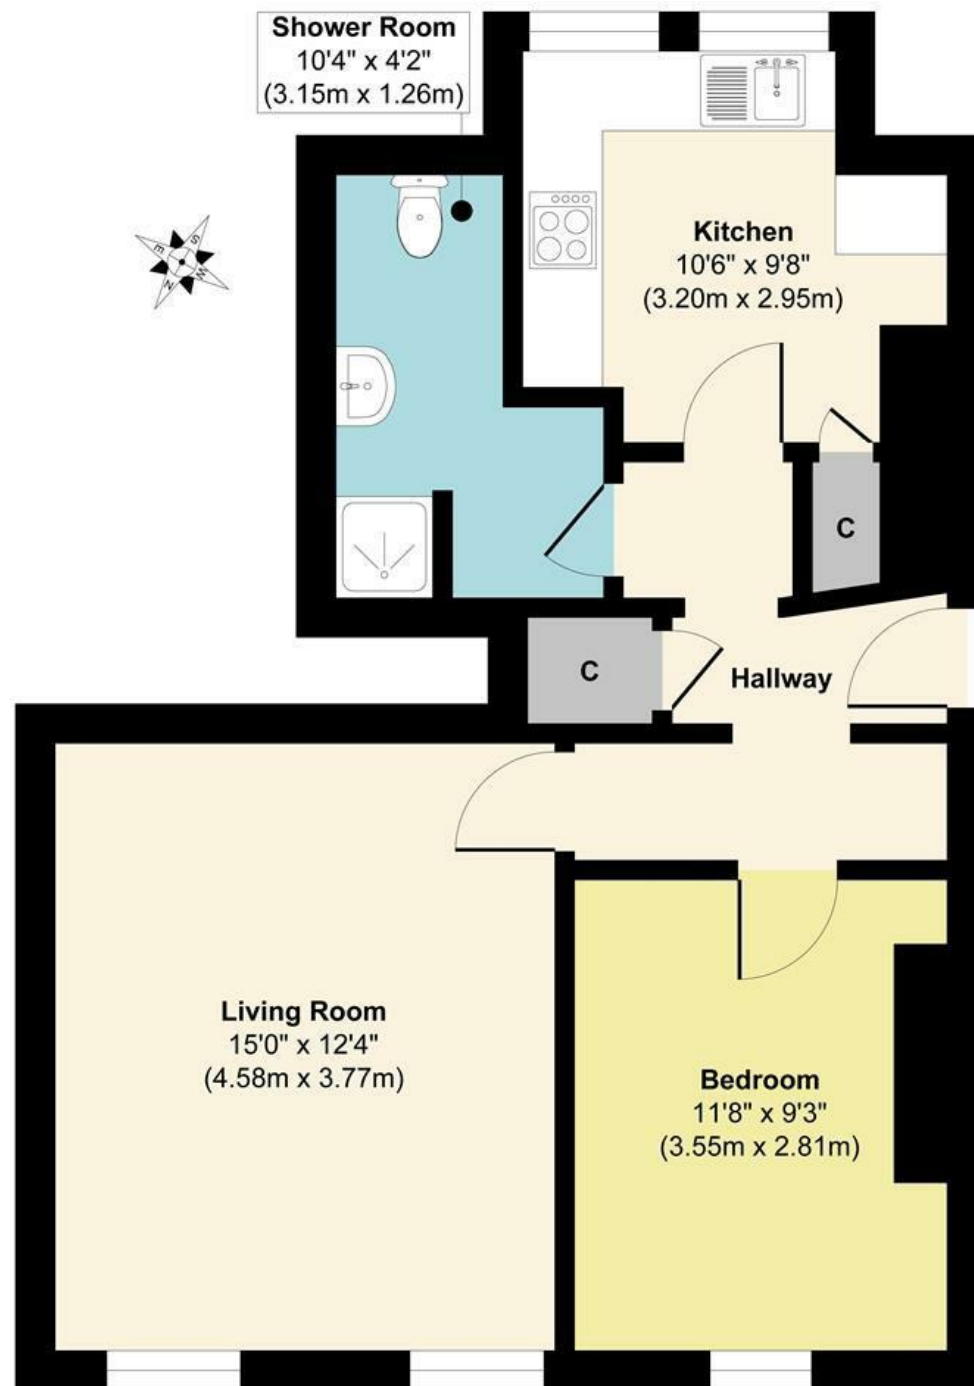 Shower Room
10'4" x 4'2"
(3.15m x 1.26m)
S
E
W
N
Kitchen
10'6" x 9'8"
(3.20m x 2.95m)
C
C
Hallway
Living Room
15'0" x 12'4"
(4.58m x 3.77m)
Bedroom
11'8" x 9'3"
(3.55m x 2.81m)